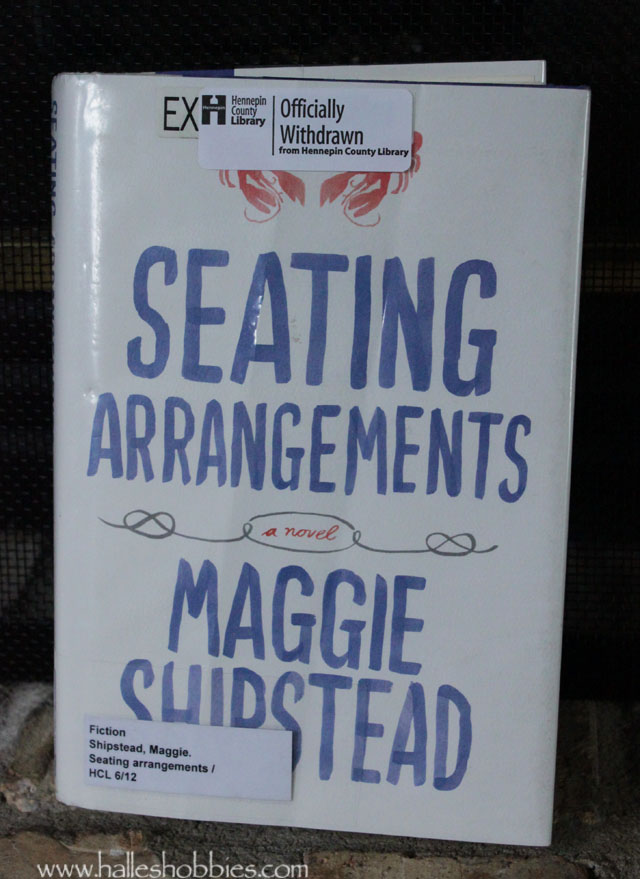 EX
H Hennepin
County
Library
Officially
Withdrawn
from Hennepin County Library
SEATING
SEATING
ARRANGEMENTS
a novel
MAGGIE
SHIPSTEAD
Fiction
Shipstead, Maggie.
Seating arrangements /
HCL 6/12
www.halleshobbies.com